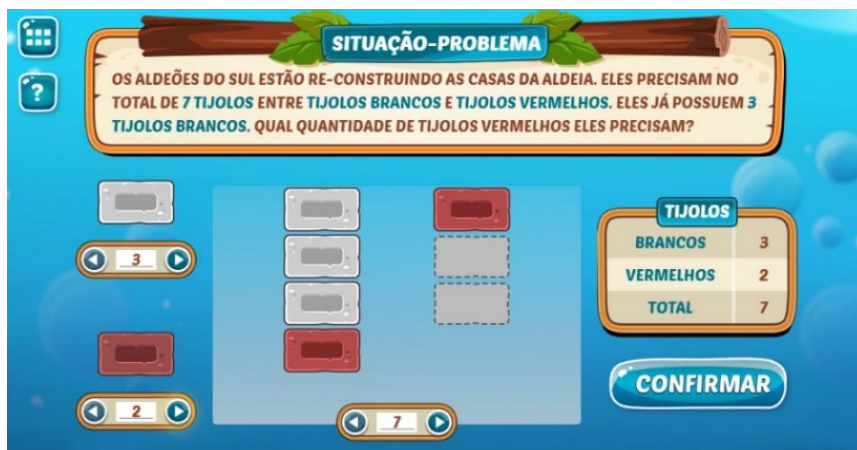 SITUAÇÃO-PROBLEMA
OS ALDEÕES DO SUL ESTÃO RE-CONSTRUINDO AS CASAS DA ALDEIA. ELES PRECISAM NO
TOTAL DE 7 TIJOLOS ENTRE TIJOLOS BRANCOS E TIJOLOS VERMELHOS. ELES JÁ POSSUEM 3
TIJOLOS BRANCOS. QUAL QUANTIDADE DE TIJOLOS VERMELHOS ELES PRECISAM?
?
3
2
7
TIJOLOS
BRANCOS 3
VERMELHOS 2
TOTAL 7
CONFIRMAR